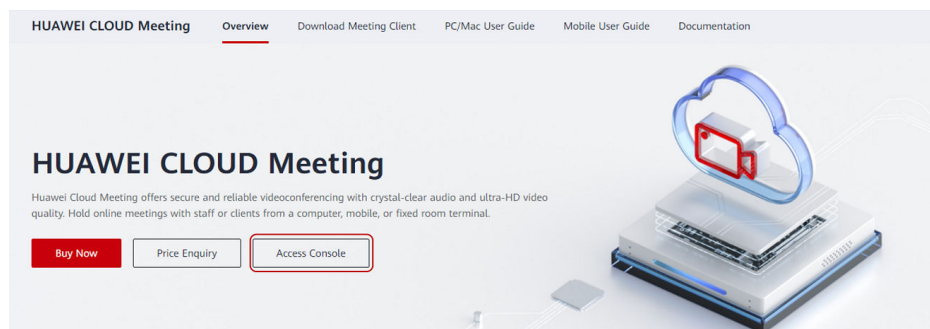 HUAWEI CLOUD Meeting Overview Download Meeting Client PC/Mac User Guide Mobile User Guide Documentation
HUAWEI CLOUD Meeting
Huawei Cloud Meeting offers secure and reliable videoconferencing with crystal-clear audio and ultra-HD video
quality. Hold online meetings with staff or clients from a computer, mobile, or fixed room terminal.
Buy Now Price Enquiry Access Console